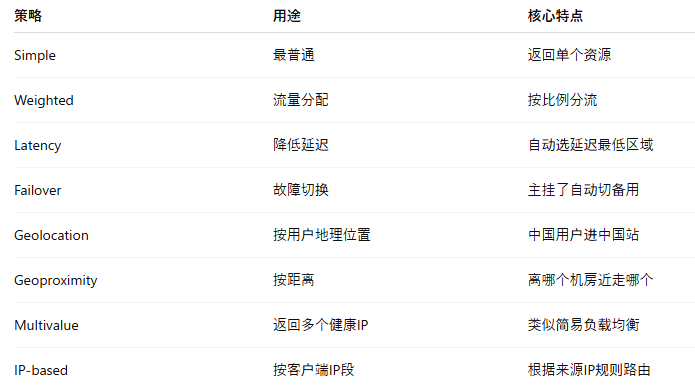 策略 用途 核心特点
Simple 最普通 返回单个资源
Weighted 流量分配 按比例分流
Latency 降低延迟 自动选延迟最低区域
Failover 故障切换 主挂了自动切备用
Geolocation 按用户地理位置 中国用户进中国站
Geoproximity 按距离 离哪个机房近走哪个
Multivalue 返回多个健康IP 类似简易负载均衡
IP-based 按客户端IP段 根据来源IP规则路由